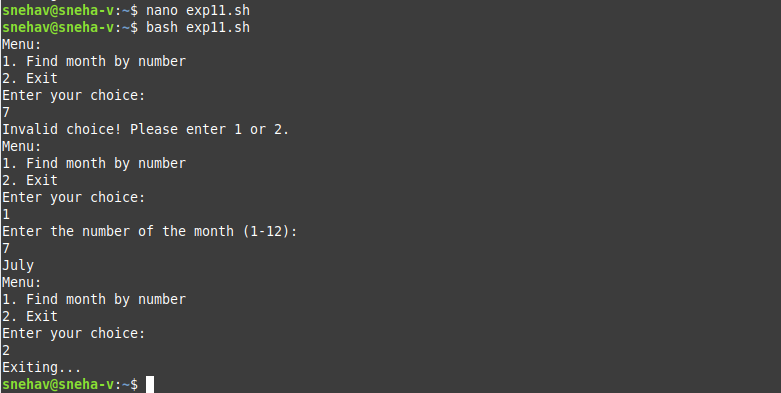 snehav@sneha-v:~$ nano exp11.sh
snehav@sneha-v:~$ bash exp11.sh
Menu:
1. Find month by number
2. Exit
Enter your choice:
7
Invalid choice! Please enter 1 or 2.
Menu:
1. Find month by number
2. Exit
Enter your choice:
1
Enter the number of the month (1-12):
7
July
Menu:
1. Find month by number
2. Exit
Enter your choice:
2
Exiting...
snehav@sneha-v:~$